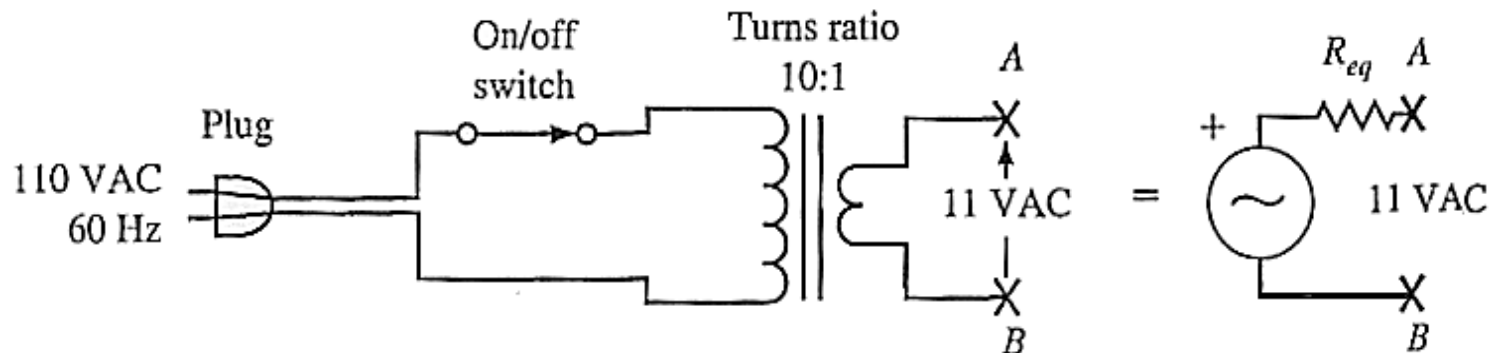 On/off
switch
Turns ratio
10:1
Plug
110 VAC
60 Hz
A
11 VAC
B
=
R_eq
A
+
~
11 VAC
B